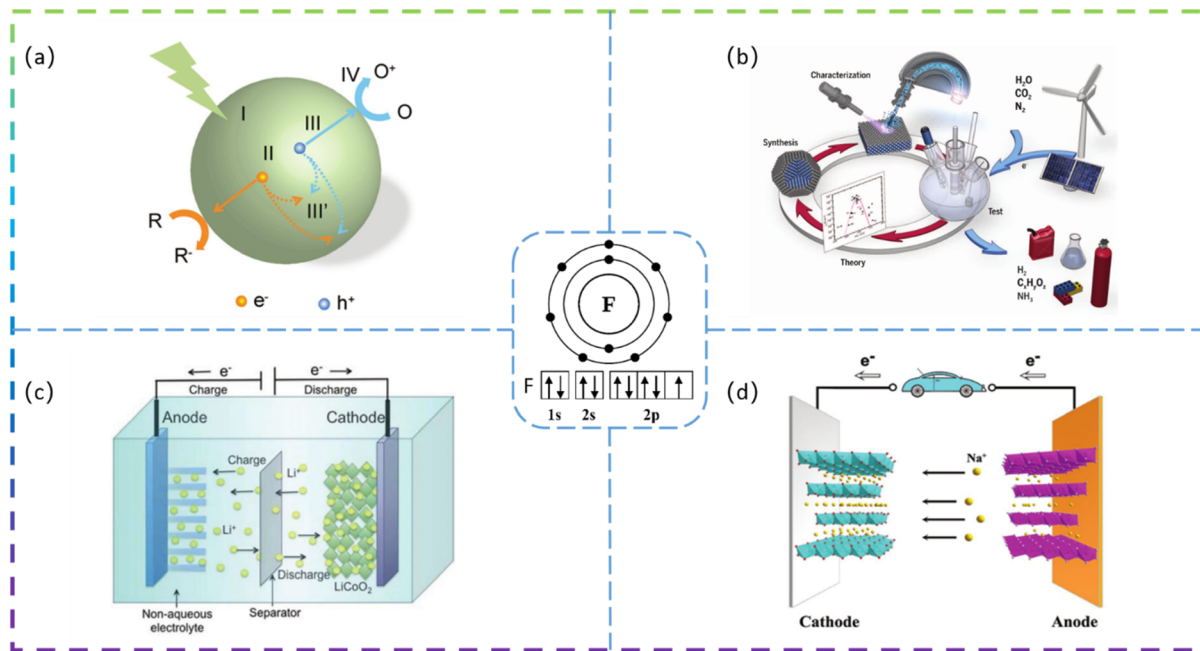 (a)
IV O⁺
O
I
III
II
III'
R
R⁻
e⁻ h⁺
(b)
Characterization
H₂O
CO₂
N₂
Synthesis
e⁻
Test
Theory
H₂
CₓHᵧO_z
NH₃
F
F
1s 2s 2p
(c)
e⁻ e⁻
Charge Discharge
Anode Cathode
Charge
Li⁺
Li⁺
Discharge
LiCoO₂
Non-aqueous
electrolyte
Separator
(d)
e⁻ e⁻
Na⁺
Cathode Anode